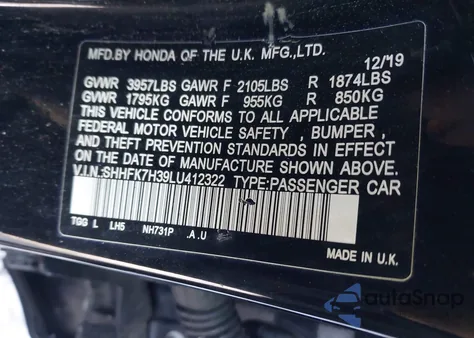 MFD.BY HONDA OF THE U.K. MFG.,LTD.
12/19
GVWR 3957LBS GAWR F 2105LBS R 1874LBS
GVWR 1795KG GAWR F 955KG R 850KG
THIS VEHICLE CONFORMS TO ALL APPLICABLE
FEDERAL MOTOR VEHICLE SAFETY , BUMPER ,
AND THEFT PREVENTION STANDARDS IN EFFECT
ON THE DATE OF MANUFACTURE SHOWN ABOVE.
V.I.N.:SHHFK7H39LU412322 TYPE:PASSENGER CAR
TGG L LH5 NH731P .A.U
MADE IN U.K.
autoSnap